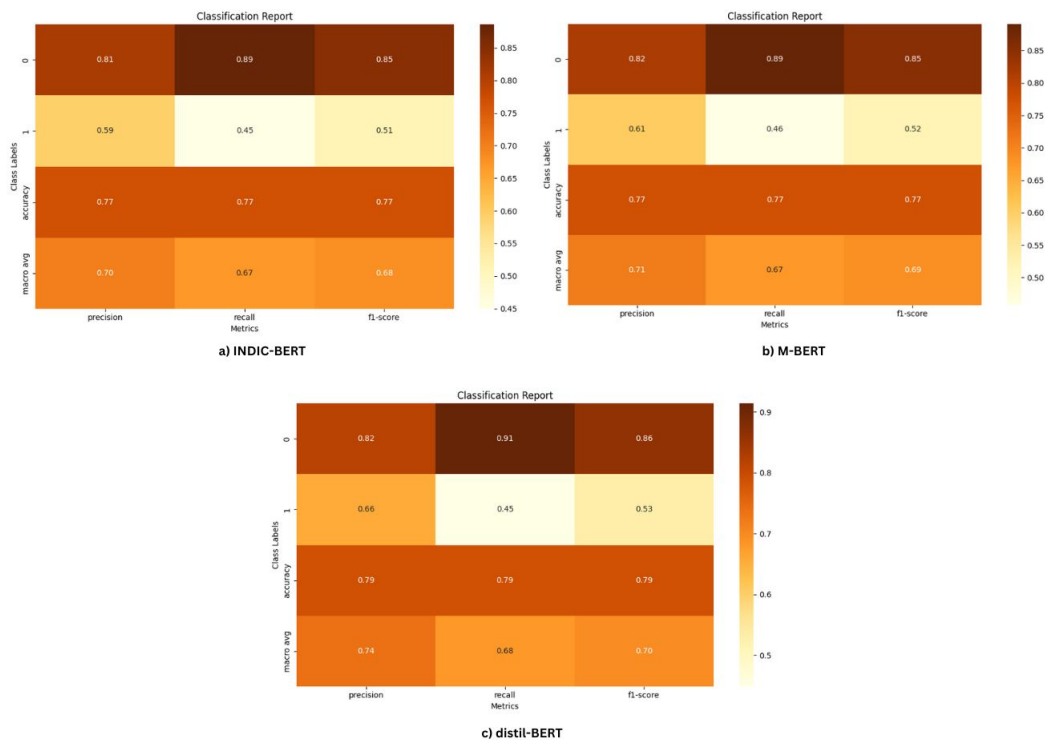 Classification Report
0 0.81 0.89 0.85
1 0.59 0.45 0.51
accuracy 0.77 0.77 0.77
macro avg 0.70 0.67 0.68
Class Labels
precision recall f1-score
Metrics
0.85
0.80
0.75
0.70
0.65
0.60
0.55
0.50
0.45
a) INDIC-BERT
Classification Report
0 0.82 0.89 0.85
1 0.61 0.46 0.52
accuracy 0.77 0.77 0.77
macro avg 0.71 0.67 0.69
Class Labels
precision recall f1-score
Metrics
0.85
0.80
0.75
0.70
0.65
0.60
0.55
0.50
b) M-BERT
Classification Report
0 0.82 0.91 0.86
1 0.66 0.45 0.53
accuracy 0.79 0.79 0.79
macro avg 0.74 0.68 0.70
Class Labels
precision recall f1-score
Metrics
0.9
0.8
0.7
0.6
0.5
c) distil-BERT